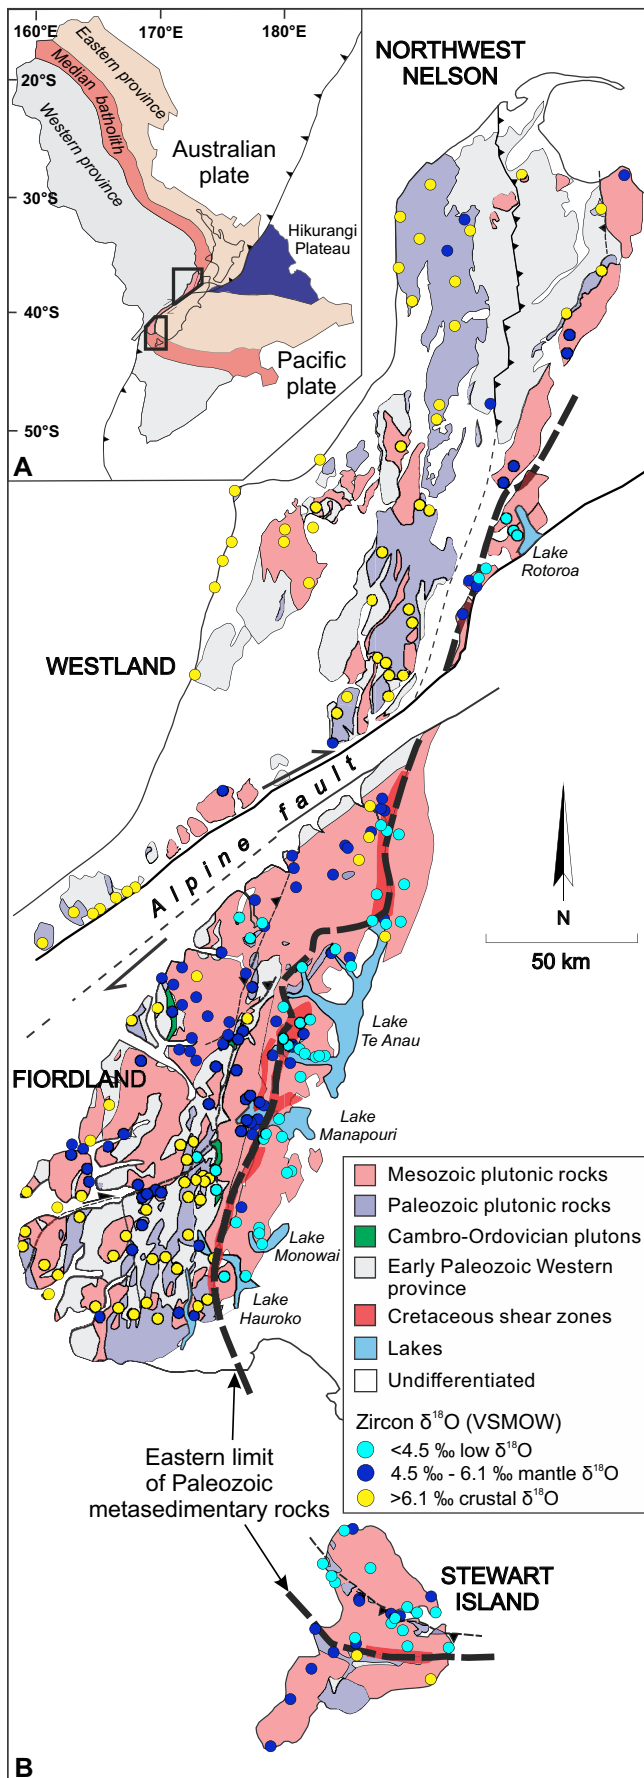 160°E
170°E
180°E
20°S
30°S
40°S
50°S
Eastern province
Median batholith
Western province
Australian
plate
Hikurangi
Plateau
Pacific
plate
A
NORTHWEST
NELSON
Lake
Rotoroa
WESTLAND
Alpine fault
N
50 km
Lake
Te Anau
FIORDLAND
Lake
Manapouri
Lake
Monowai
Lake
Hauroko
Mesozoic plutonic rocks
Paleozoic plutonic rocks
Cambro-Ordovician plutons
Early Paleozoic Western
province
Cretaceous shear zones
Lakes
Undifferentiated
Zircon δ¹⁸O (VSMOW)
<4.5 ‰ low δ¹⁸O
4.5 ‰ - 6.1 ‰ mantle δ¹⁸O
>6.1 ‰ crustal δ¹⁸O
Eastern limit
of Paleozoic
metasedimentary rocks
STEWART
ISLAND
B